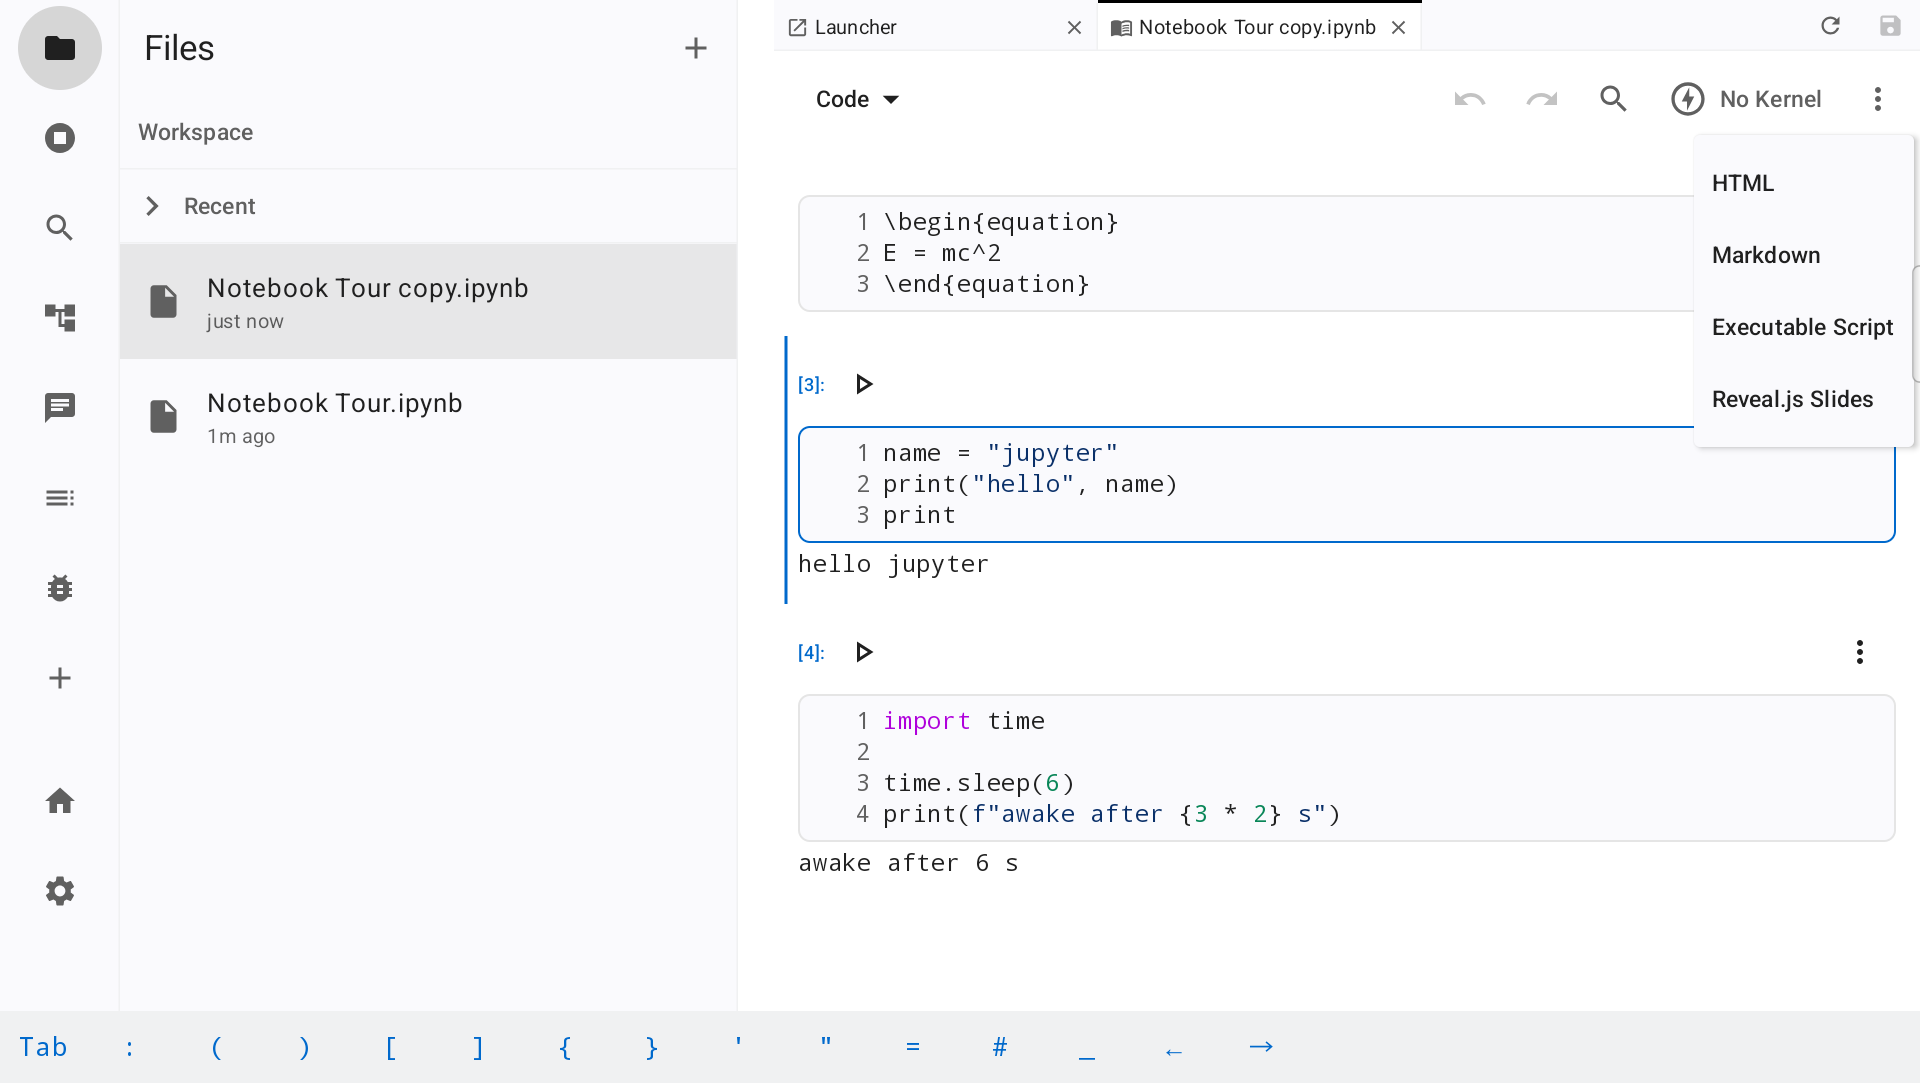 Files
Workspace
Recent
Notebook Tour copy.ipynb
just now
Notebook Tour.ipynb
1m ago
Launcher
Notebook Tour copy.ipynb
Code
No Kernel
HTML
Markdown
Executable Script
Reveal.js Slides
1 \begin{equation}
2 E = mc^2
3 \end{equation}
[3]:
1 name = "jupyter"
2 print("hello", name)
3 print
hello jupyter
[4]:
1 import time
2
3 time.sleep(6)
4 print(f"awake after {3 * 2} s")
awake after 6 s
Tab : ( ) [ ] { } ' " = # _ ← →